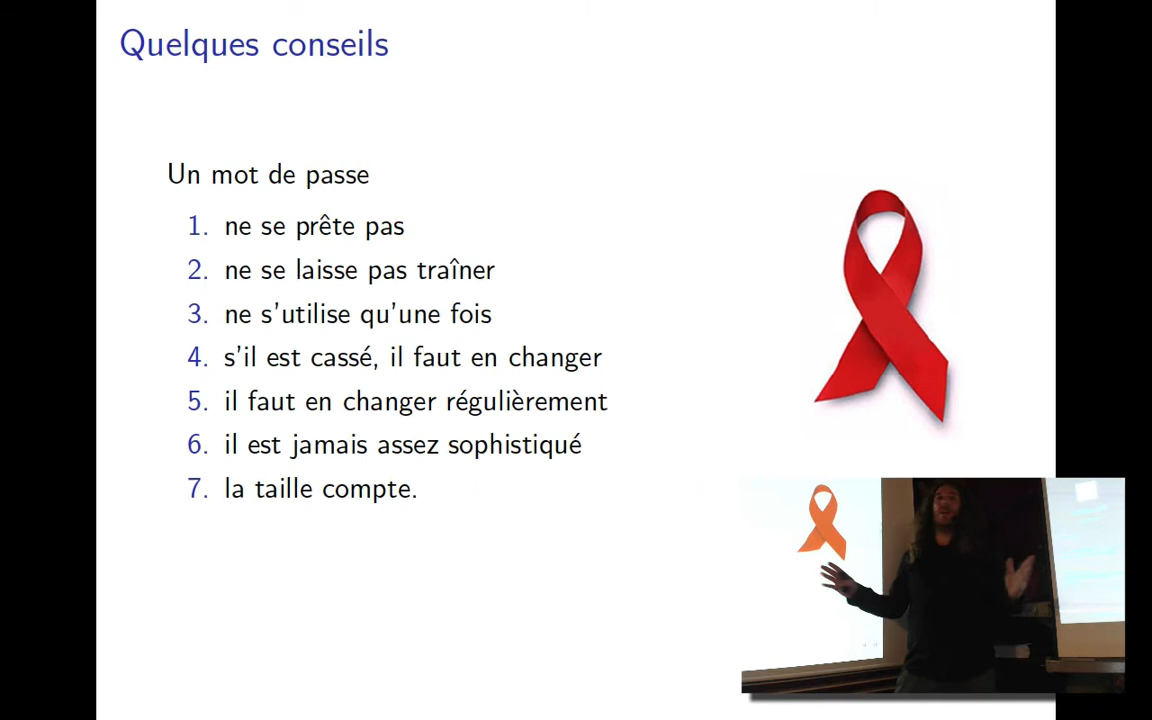 Quelques conseils
Un mot de passe
1. ne se prête pas
2. ne se laisse pas traîner
3. ne s'utilise qu'une fois
4. s'il est cassé, il faut en changer
5. il faut en changer régulièrement
6. il est jamais assez sophistiqué
7. la taille compte.